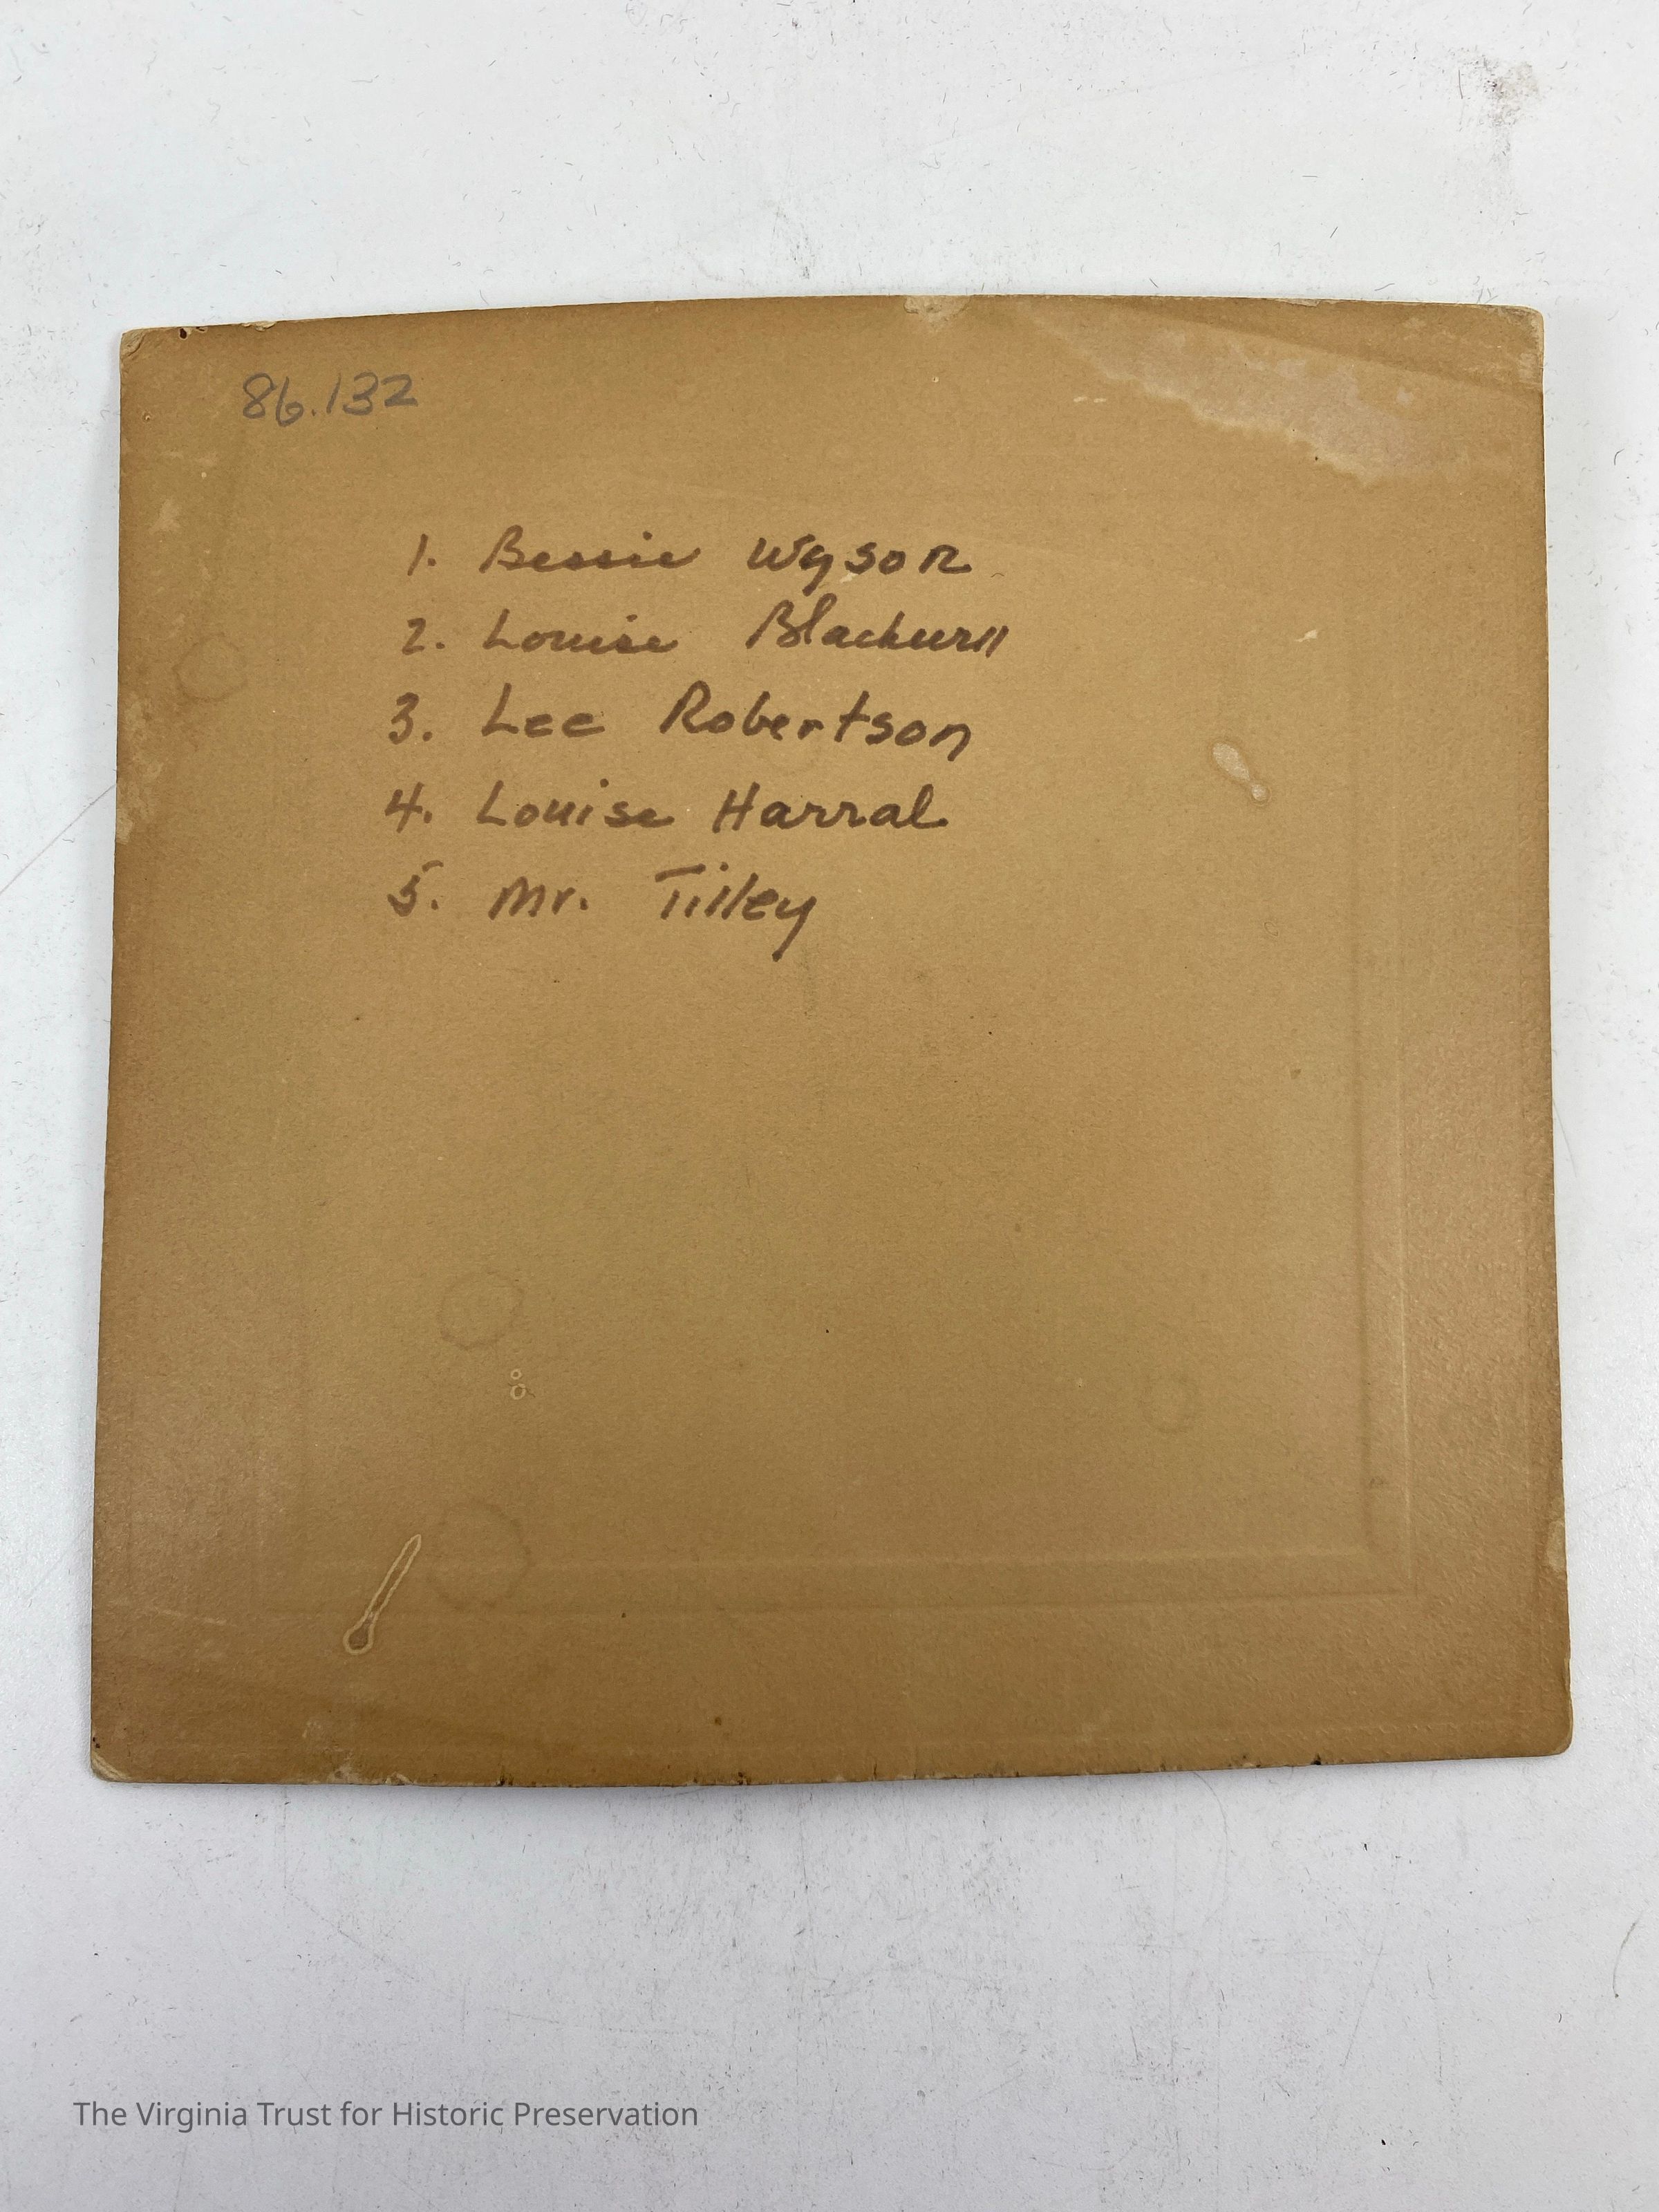 86.132
1. Bessie Wysor
2. Louise
3. Lee Robertson
4. Louise Harral
5. Mr. Tilley
The Virginia Trust for Historic Preservation